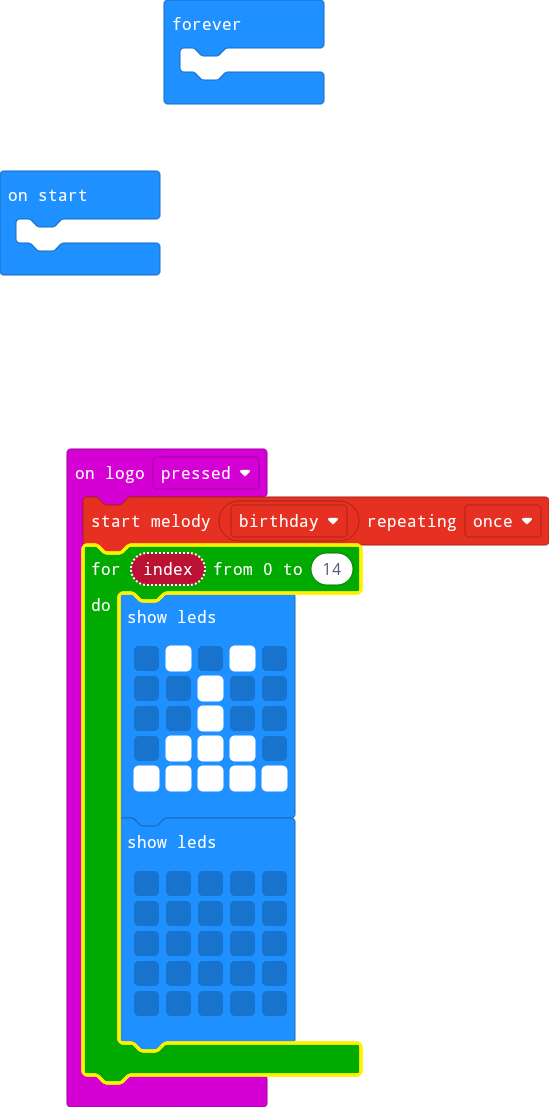 forever
on start
on logo pressed
start melody birthday repeating once
for index from 0 to 14
do
show leds
show leds